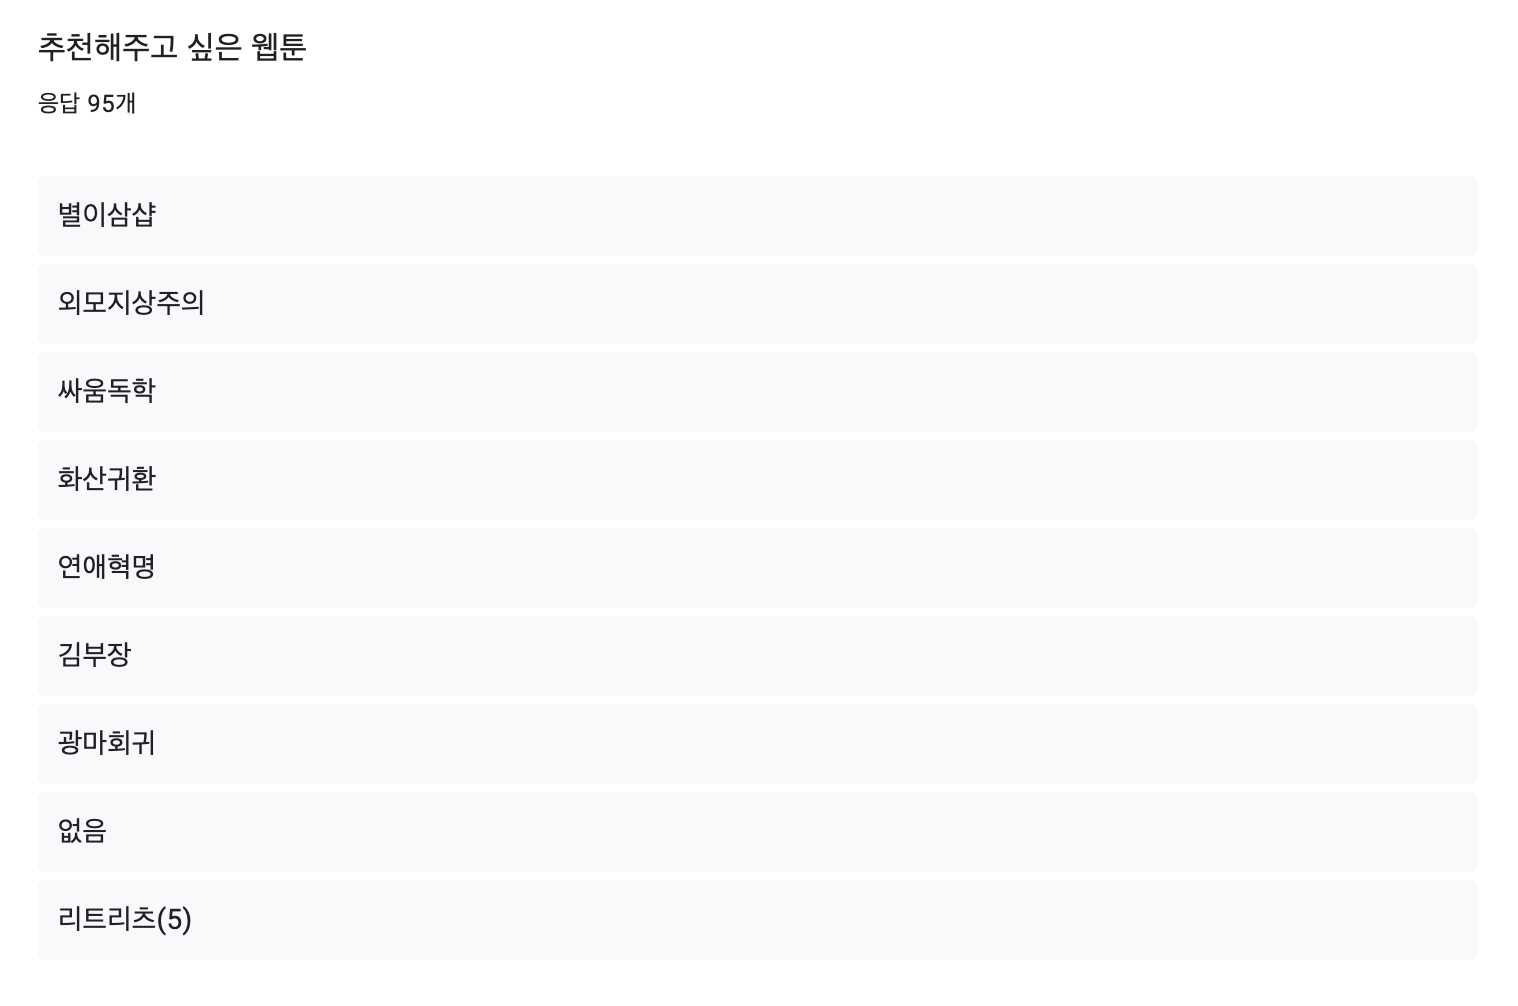 추천해주고 싶은 웹툰
응답 95개
별이삼샵
외모지상주의
싸움독학
화산귀환
연애혁명
김부장
광마회귀
없음
리트리츠(5)